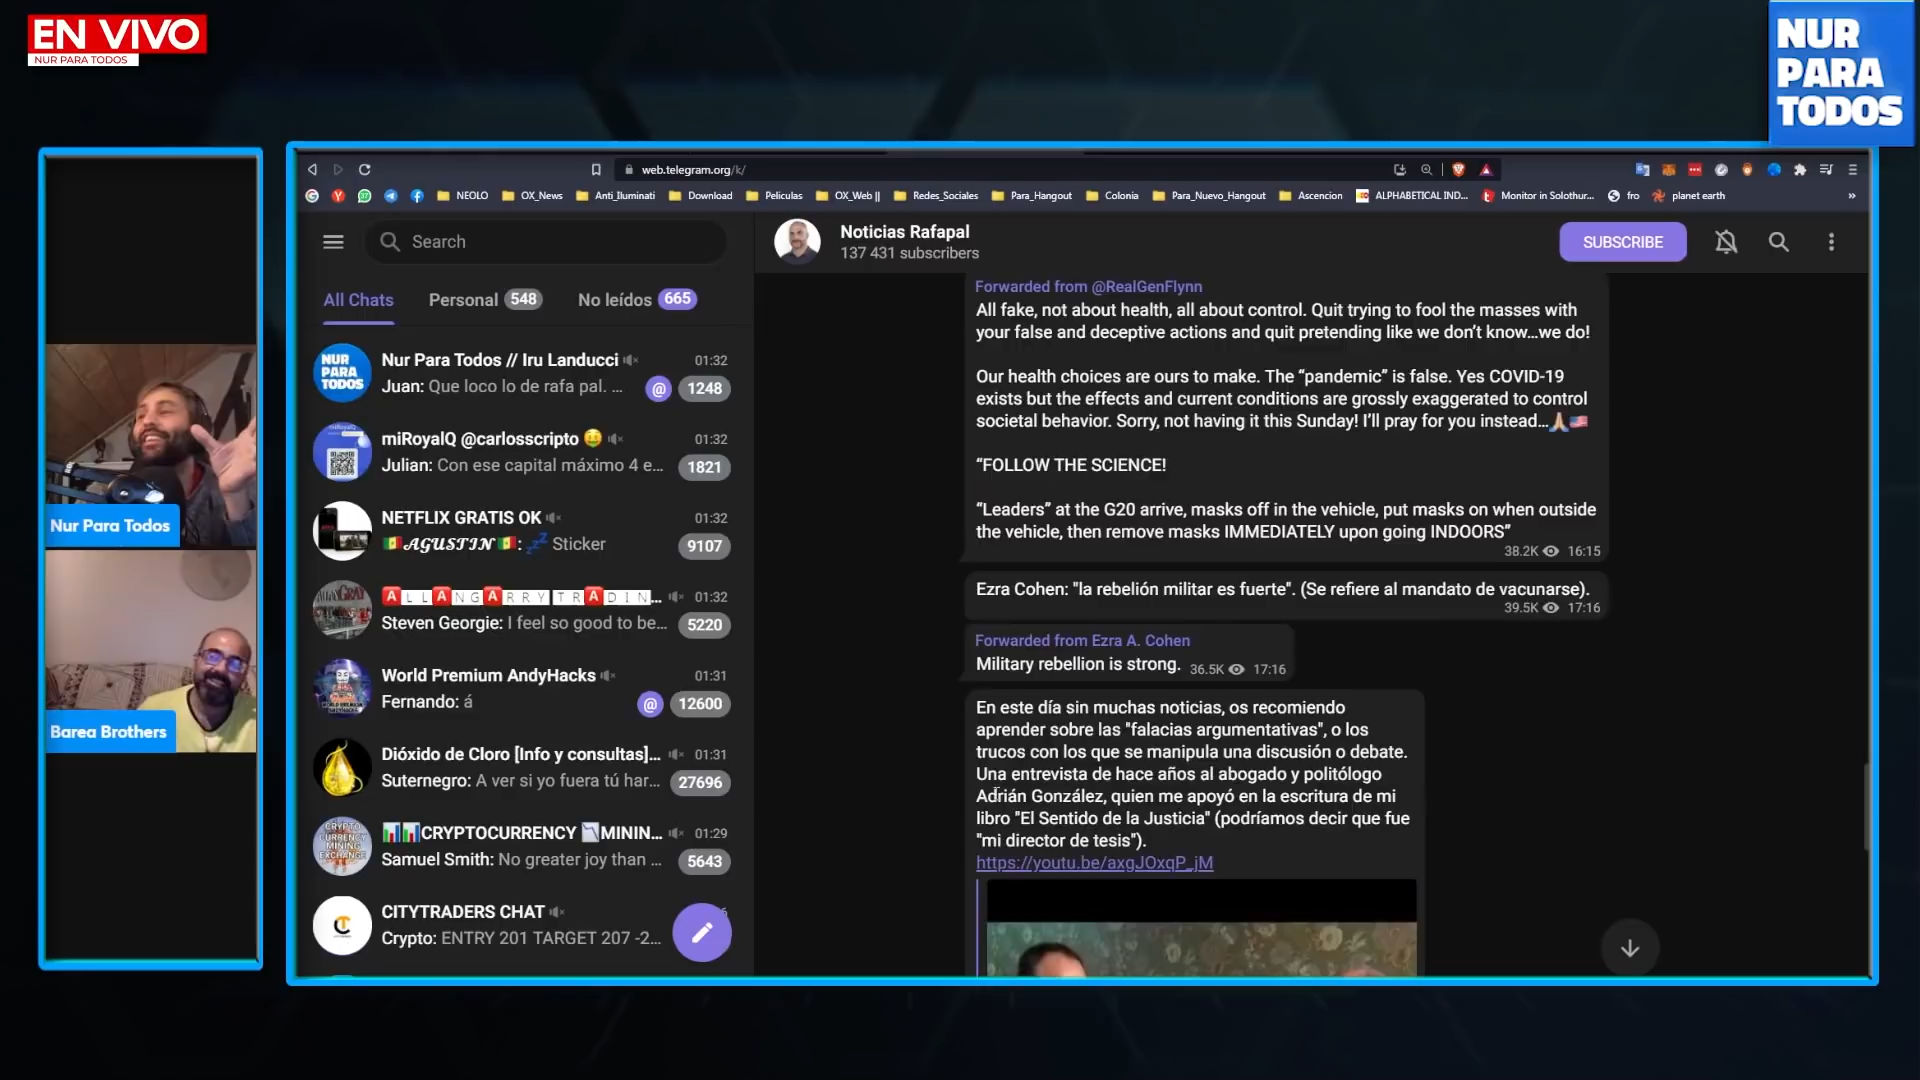 EN VIVO
NUR PARA TODOS
NUR
PARA
TODOS
web.telegram.org/k/
NEOLO
OX_News
Anti_Iluminati
Download
Peliculas
OX_Web ||
Redes_Sociales
Para_Hangout
Colonia
Para_Nuevo_Hangout
Ascencion
ALPHABETICAL IND...
Monitor in Solothur...
fro
planet earth
»
Search
All Chats
Personal 548
No leídos 665
Nur Para Todos // Iru Landucci 01:32
Juan: Que loco lo de rafa pal. ... @ 1248
miRoyalQ @carlosscripto 🤑 01:32
Julian: Con ese capital máximo 4 e... 1821
NETFLIX GRATIS OK 01:32
🇸🇳𝓐𝓖𝓤𝓢𝓣𝓘𝓝🇸🇳: 💤 Sticker 9107
🅰LL🅰NG🅰RRY TR🅰DIN... 01:32
Steven Georgie: I feel so good to be... 5220
World Premium AndyHacks 01:31
Fernando: á @ 12600
Dióxido de Cloro [Info y consultas]... 01:31
Suternegro: A ver si yo fuera tú har... 27696
📊📊CRYPTOCURRENCY 📉MININ... 01:29
Samuel Smith: No greater joy than ... 5643
CITYTRADERS CHAT
Crypto: ENTRY 201 TARGET 207 -2...
Noticias Rafapal
137 431 subscribers
SUBSCRIBE
Forwarded from @RealGenFlynn
All fake, not about health, all about control. Quit trying to fool the masses with
your false and deceptive actions and quit pretending like we don’t know…we do!
Our health choices are ours to make. The “pandemic” is false. Yes COVID-19
exists but the effects and current conditions are grossly exaggerated to control
societal behavior. Sorry, not having it this Sunday! I’ll pray for you instead…🙏🏼🇺🇸
“FOLLOW THE SCIENCE!
“Leaders” at the G20 arrive, masks off in the vehicle, put masks on when outside
the vehicle, then remove masks IMMEDIATELY upon going INDOORS”
38.2K 16:15
Ezra Cohen: "la rebelión militar es fuerte". (Se refiere al mandato de vacunarse).
39.5K 17:16
Forwarded from Ezra A. Cohen
Military rebellion is strong. 36.5K 17:16
En este día sin muchas noticias, os recomiendo
aprender sobre las "falacias argumentativas", o los
trucos con los que se manipula una discusión o debate.
Una entrevista de hace años al abogado y politólogo
Adrián González, quien me apoyó en la escritura de mi
libro "El Sentido de la Justicia" (podríamos decir que fue
"mi director de tesis").
https://youtu.be/axgJOxqP_jM
Nur Para Todos
Barea Brothers